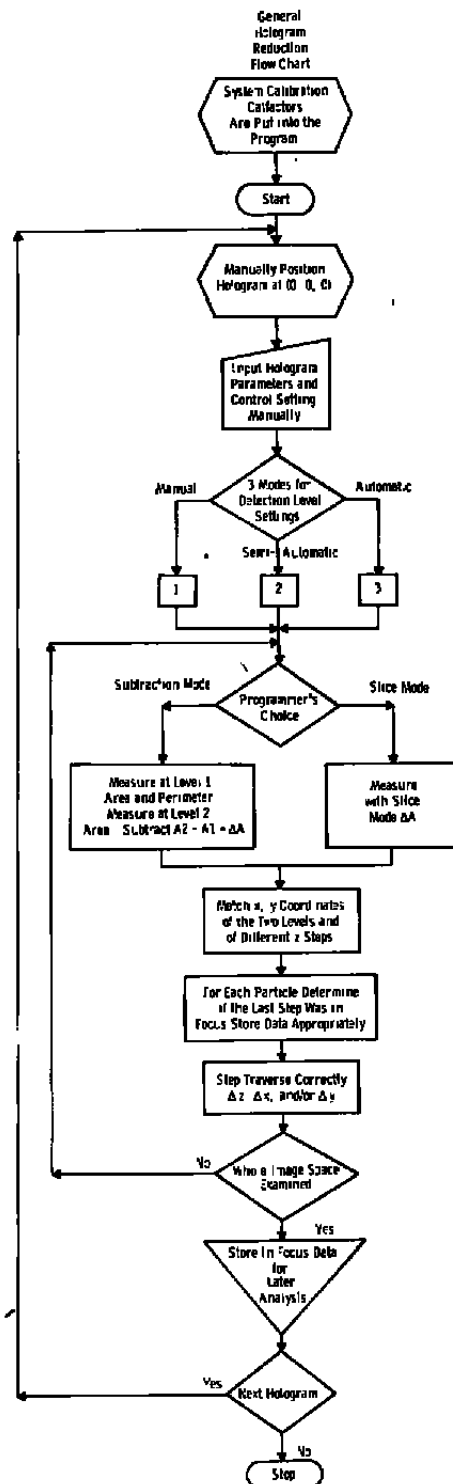 General
Hologram
Reduction
Flow Chart
System Calibration
Calfactors
Are Put into the
Program
Start
Manually Position
Hologram at (0 0, 0)
Input Hologram
Parameters and
Control Setting
Manually
3 Modes for
Detection Level
Settings
Manual
Automatic
Semi-Automatic
1
2
3
Programmer's
Choice
Subtraction Mode
Slice Mode
Measure at Level 1
Area and Perimeter
Measure at Level 2
Area Subtract A2 - A1 = ΔA
Measure
with Slice
Mode ΔA
Match x, y Coordinates
of the Two Levels and
of Different z Steps
For Each Particle Determine
if the Last Step Was in
Focus Store Data Appropriately
Step Traverse Correctly
Δz Δx, and/or Δy
No
Whole Image Space
Examined
Yes
Store in Focus Data
for
Later
Analysis
Yes
Next Hologram
No
Stop